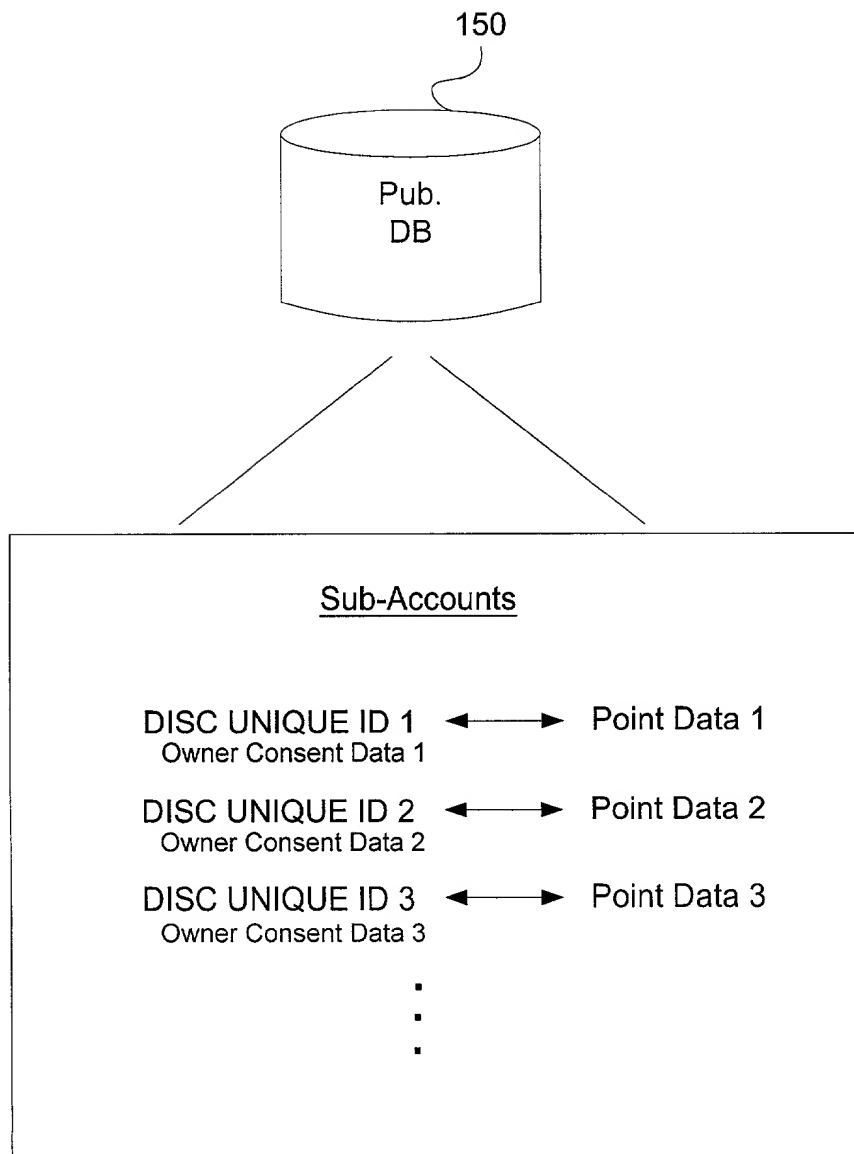 150
Pub.
DB
Sub-Accounts
DISC UNIQUE ID 1 Point Data 1
Owner Consent Data 1
DISC UNIQUE ID 2 Point Data 2
Owner Consent Data 2
DISC UNIQUE ID 3 Point Data 3
Owner Consent Data 3